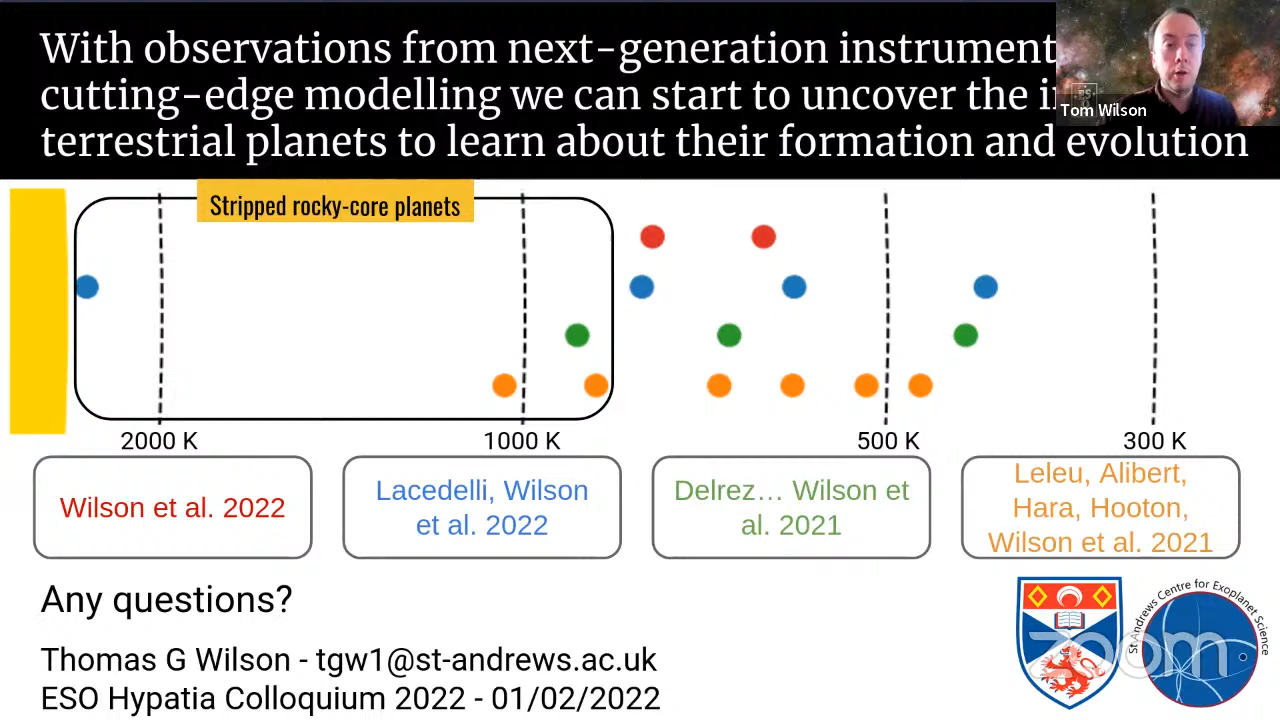 With observations from next-generation instrument
cutting-edge modelling we can start to uncover the
terrestrial planets to learn about their formation and evolution
Tom Wilson
Stripped rocky-core planets
2000 K
1000 K
500 K
300 K
Wilson et al. 2022
Lacedelli, Wilson
et al. 2022
Delrez… Wilson et
al. 2021
Leleu, Alibert,
Hara, Hooton,
Wilson et al. 2021
Any questions?
Thomas G Wilson - tgw1@st-andrews.ac.uk
ESO Hypatia Colloquium 2022 - 01/02/2022
St Andrews Centre for Exoplanet Science
zoom